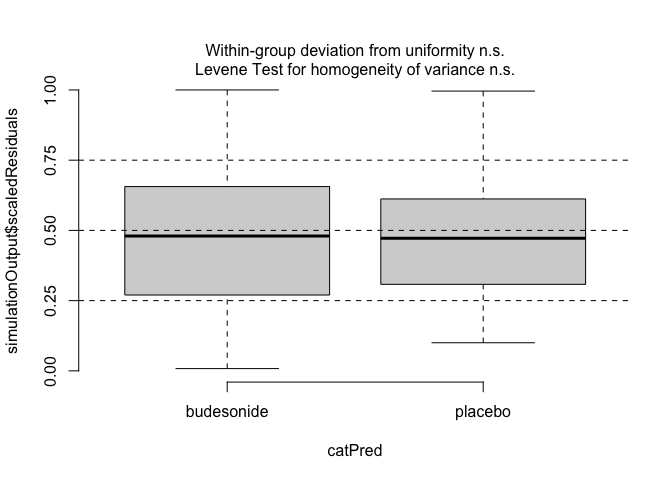 Within-group deviation from uniformity n.s.
Levene Test for homogeneity of variance n.s.
simulationOutput$scaledResiduals
1.00
0.75
0.50
0.25
0.00
budesonide
placebo
catPred